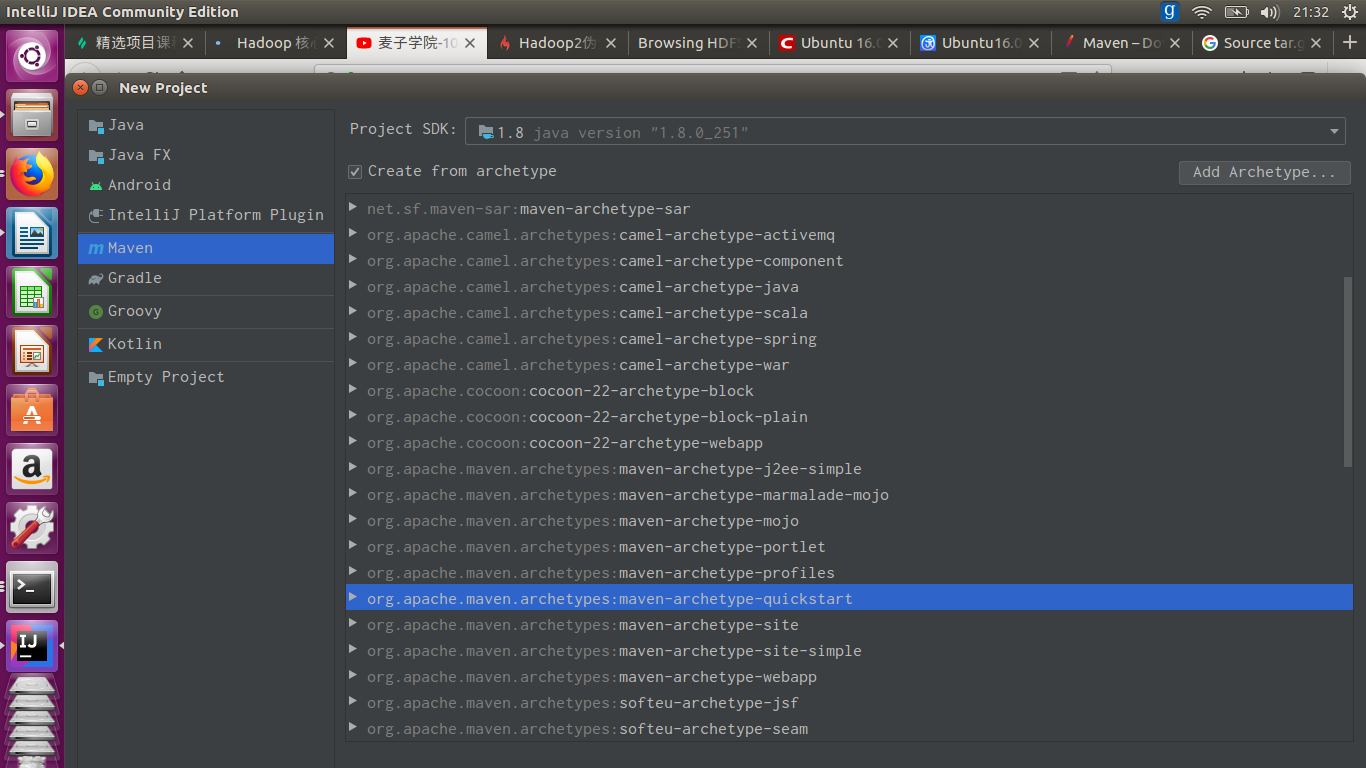 IntelliJ IDEA Community Edition
21:32
精选项目课
Hadoop 核
麦子学院-10
Hadoop2伪
Browsing HDFS
Ubuntu 16.0
Ubuntu16.0
Maven – Do
Source tar.g
New Project
Java
Java FX
Android
IntelliJ Platform Plugin
Maven
Gradle
Groovy
Kotlin
Empty Project
Project SDK: 1.8 java version "1.8.0_251"
Create from archetype
Add Archetype...
net.sf.maven-sar:maven-archetype-sar
org.apache.camel.archetypes:camel-archetype-activemq
org.apache.camel.archetypes:camel-archetype-component
org.apache.camel.archetypes:camel-archetype-java
org.apache.camel.archetypes:camel-archetype-scala
org.apache.camel.archetypes:camel-archetype-spring
org.apache.camel.archetypes:camel-archetype-war
org.apache.cocoon:cocoon-22-archetype-block
org.apache.cocoon:cocoon-22-archetype-block-plain
org.apache.cocoon:cocoon-22-archetype-webapp
org.apache.maven.archetypes:maven-archetype-j2ee-simple
org.apache.maven.archetypes:maven-archetype-marmalade-mojo
org.apache.maven.archetypes:maven-archetype-mojo
org.apache.maven.archetypes:maven-archetype-portlet
org.apache.maven.archetypes:maven-archetype-profiles
org.apache.maven.archetypes:maven-archetype-quickstart
org.apache.maven.archetypes:maven-archetype-site
org.apache.maven.archetypes:maven-archetype-site-simple
org.apache.maven.archetypes:maven-archetype-webapp
org.apache.maven.archetypes:softeu-archetype-jsf
org.apache.maven.archetypes:softeu-archetype-seam